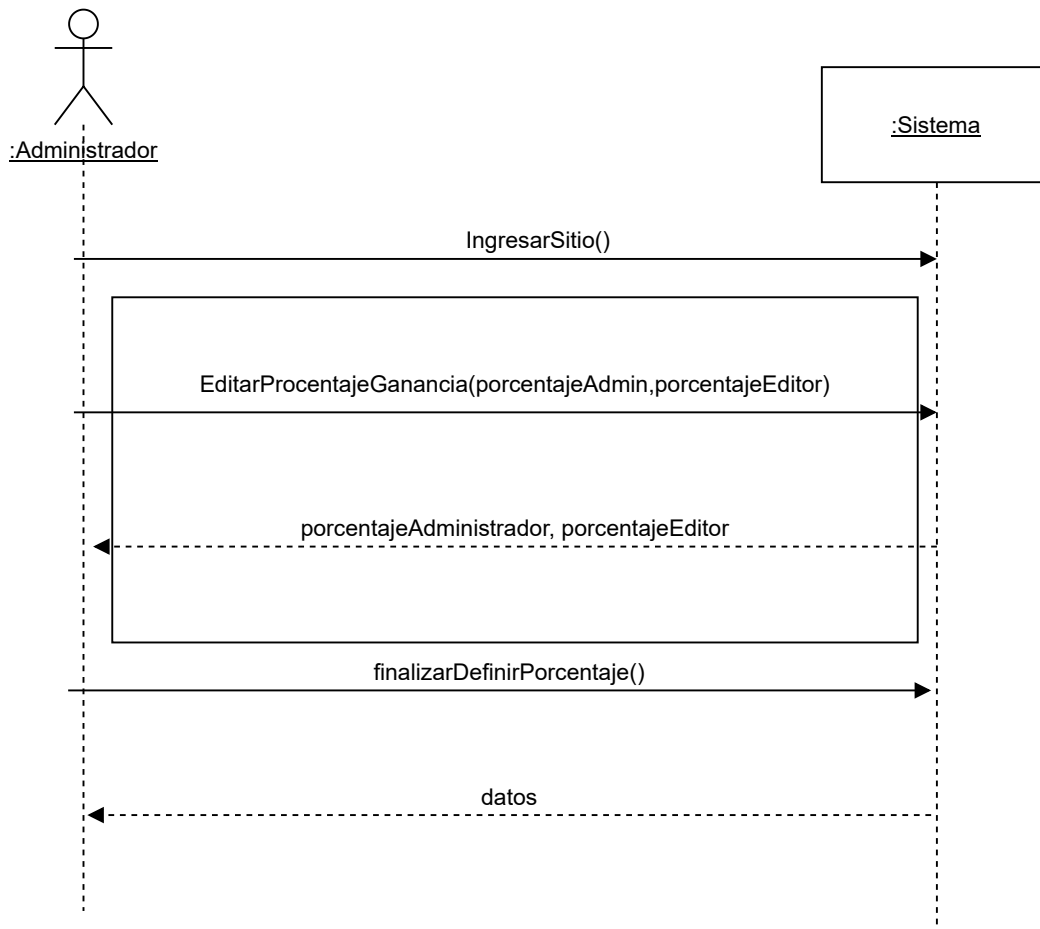 :Administrador
:Sistema
IngresarSitio()
EditarProcentajeGanancia(porcentajeAdmin,porcentajeEditor)
porcentajeAdministrador, porcentajeEditor
finalizarDefinirPorcentaje()
datos